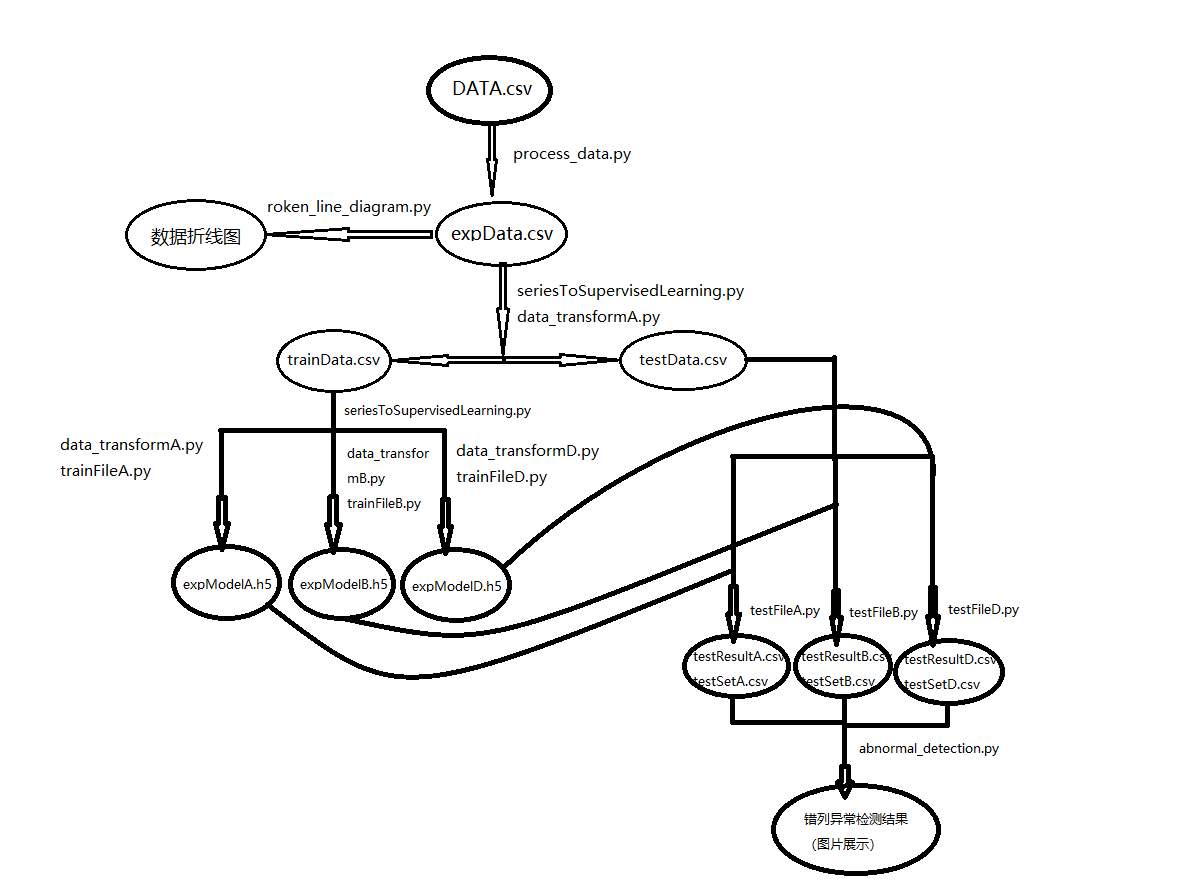 DATA.csv
process_data.py
roken_line_diagram.py
数据折线图
expData.csv
seriesToSupervisedLearning.py
data_transformA.py
trainData.csv
testData.csv
seriesToSupervisedLearning.py
data_transformA.py
trainFileA.py
data_transfor
mB.py
trainFileB.py
data_transformD.py
trainFileD.py
expModelA.h5
expModelB.h5
expModelD.h5
testFileA.py
testFileB.py
testFileD.py
testResultA.csv
testSetA.csv
testResultB.csv
testSetB.csv
testResultD.csv
testSetD.csv
abnormal_detection.py
错列异常检测结果
(图片展示)